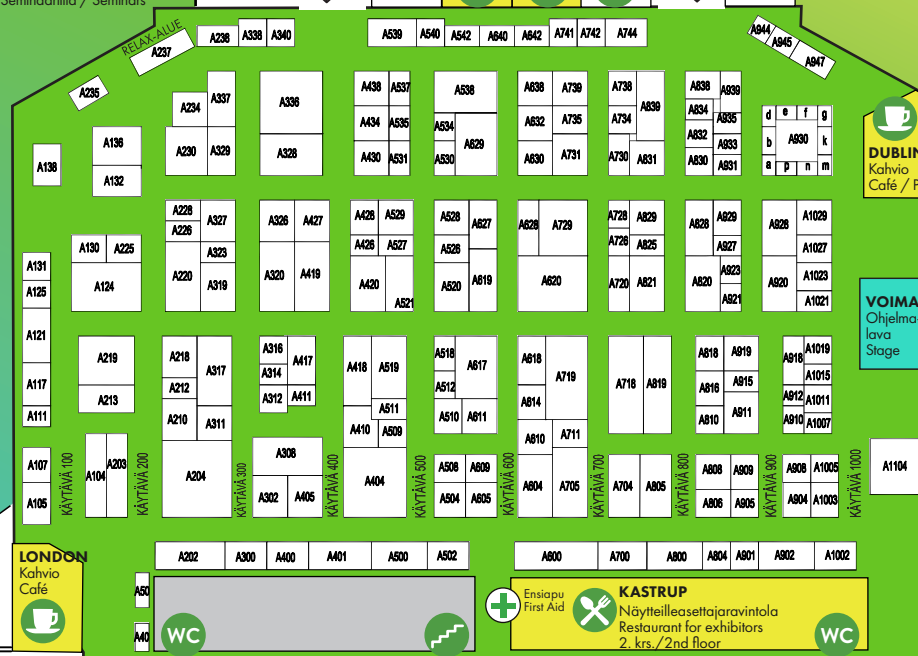 Seminaaritila / Seminars
RELAX-ALUE
A237
A236 A338 A340
A539 A540 A542 A640 A642 A741 A742 A744
A944 A945 A947
A235
A234 A337
A336
A438 A537
A538
A638 A739
A738 A839
A838 A939
A834 A935
d e f g
A136
A434 A535
A534 A629
A632 A735
A734
A832 A933
b A930 k
A138
A132
A230 A329
A328
A430 A531
A530
A630 A731
A730 A831
A830 A931
a p n m
DUBLIN
Kahvio
Café / P
A228 A327
A226
A326 A427
A428 A529
A528 A627
A628 A729
A728 A829
A828 A929
A928 A1029
A130 A225
A323
A426 A527
A526
A726 A825
A927
A1027
A131
A125
A124
A220 A319
A320 A419
A420 A521
A520 A619
A620
A720 A821
A820 A923
A921
A920 A1023
A1021
VOIMA
Ohjelma-
lava
Stage
A121
A219
A218 A317
A316 A417
A314
A418 A519
A518 A617
A618 A719
A718 A819
A818 A919
A918 A1019
A1015
A117
A213
A212
A312 A411
A511
A512
A614
A816 A915
A912 A1011
A111
A210 A311
A410 A509
A510 A611
A610 A711
A810 A911
A910 A1007
A107
A105
KÄYTÄVÄ 100
A104 A203
KÄYTÄVÄ 200
A204
KÄYTÄVÄ 300
A308
A302 A405
KÄYTÄVÄ 400
A404
KÄYTÄVÄ 500
A508 A609
A504 A605
KÄYTÄVÄ 600
A604 A705
KÄYTÄVÄ 700
A704 A805
KÄYTÄVÄ 800
A808 A909
A806 A905
KÄYTÄVÄ 900
A908 A1005
A904 A1003
KÄYTÄVÄ 1000
A1104
A202 A300 A400 A401 A500 A502
A600 A700 A800 A804 A901 A902 A1002
LONDON
Kahvio
Café
A50
A40
WC
Ensiapu
First Aid
KASTRUP
Näytteilleasettajaravintola
Restaurant for exhibitors
2. krs./2nd floor
WC